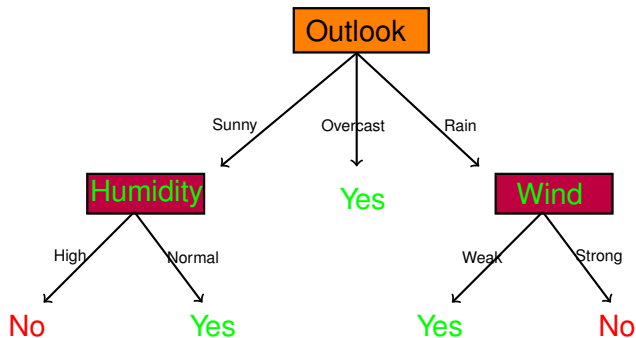 Outlook
Sunny
Overcast
Rain
Humidity
Yes
Wind
High
Normal
Weak
Strong
No
Yes
Yes
No